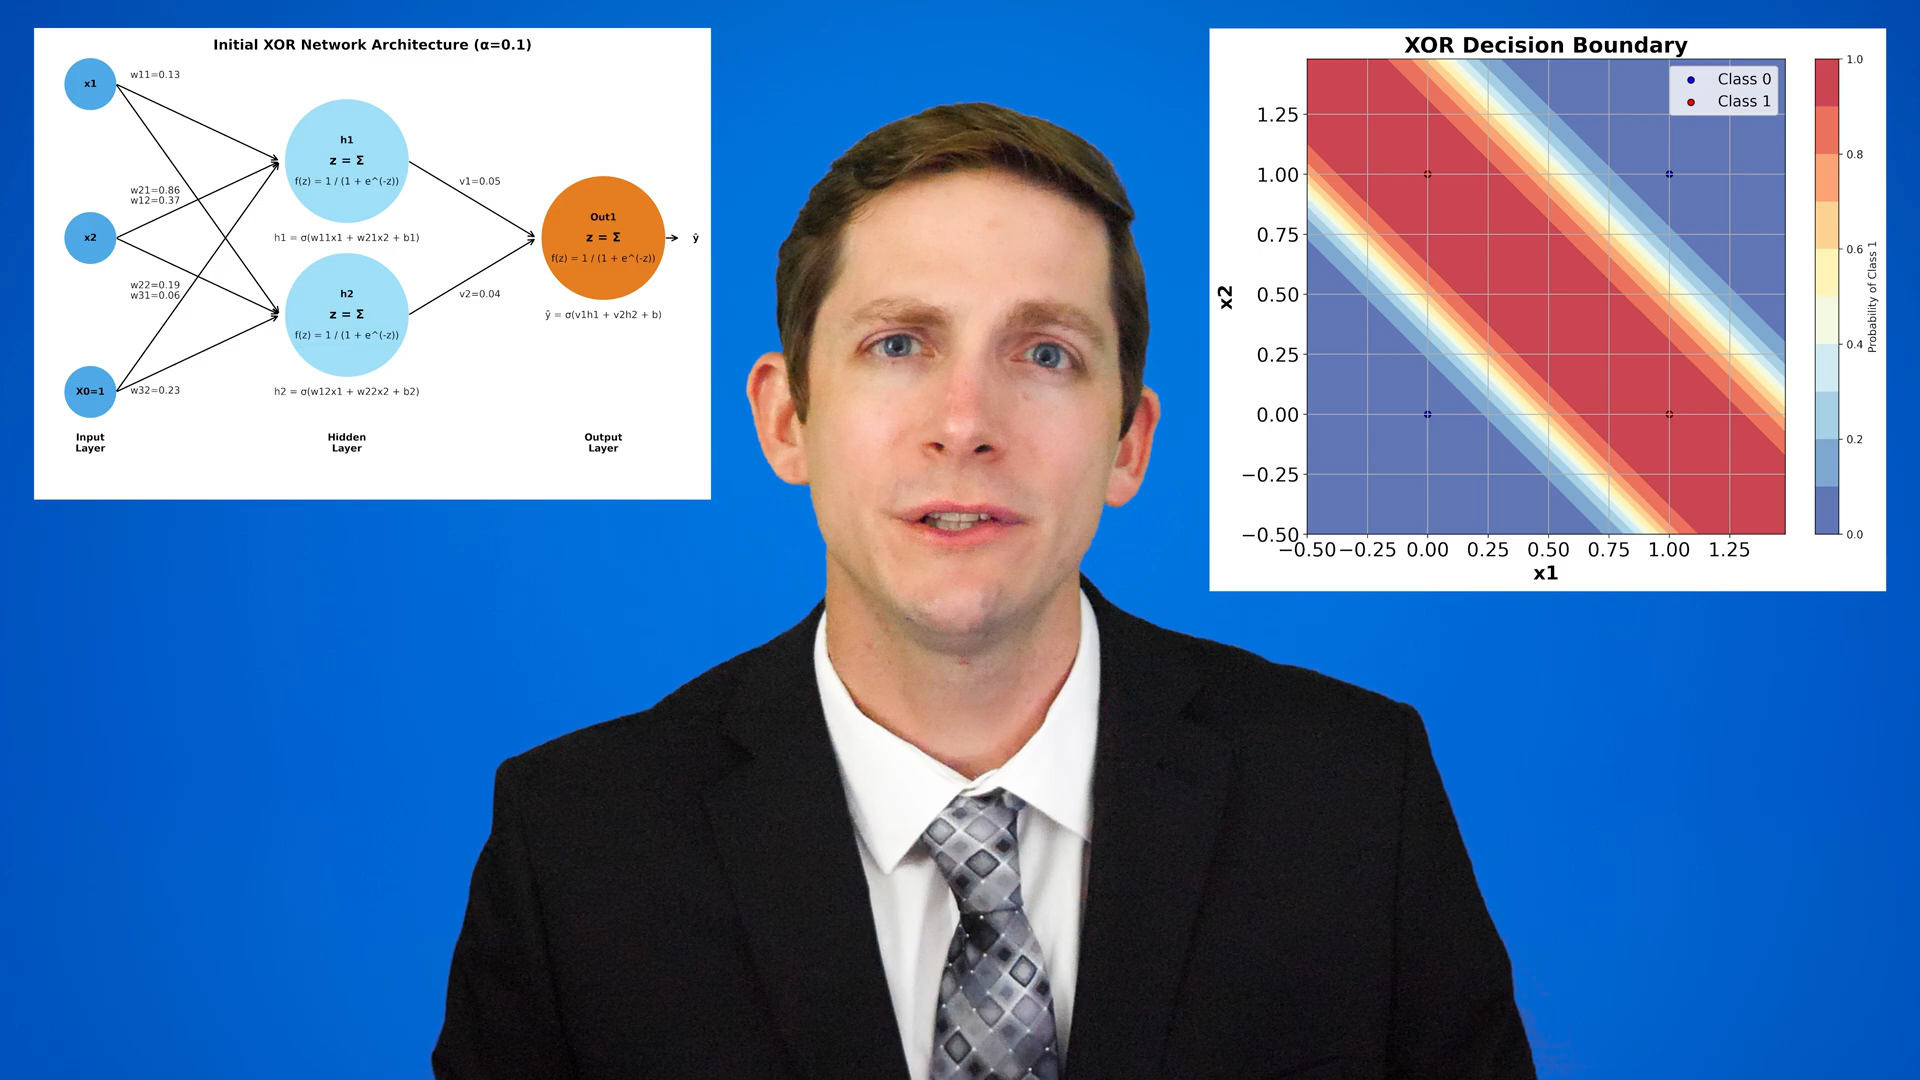 Initial XOR Network Architecture (α=0.1)
x1
w11=0.13
h1
z = Σ
f(z) = 1 / (1 + e^(-z))
v1=0.05
w21=0.86
w12=0.37
x2
h1 = σ(w11x1 + w21x2 + b1)
Out1
z = Σ
f(z) = 1 / (1 + e^(-z))
ŷ
w22=0.19
w31=0.06
h2
z = Σ
f(z) = 1 / (1 + e^(-z))
v2=0.04
ŷ = σ(v1h1 + v2h2 + b)
X0=1
w32=0.23
h2 = σ(w12x1 + w22x2 + b2)
Input
Layer
Hidden
Layer
Output
Layer
XOR Decision Boundary
Class 0
Class 1
1.25
1.00
0.75
0.50
0.25
0.00
−0.25
−0.50
x2
−0.50
−0.25
0.00
0.25
0.50
0.75
1.00
1.25
x1
1.0
0.8
0.6
0.4
0.2
0.0
Probability of Class 1